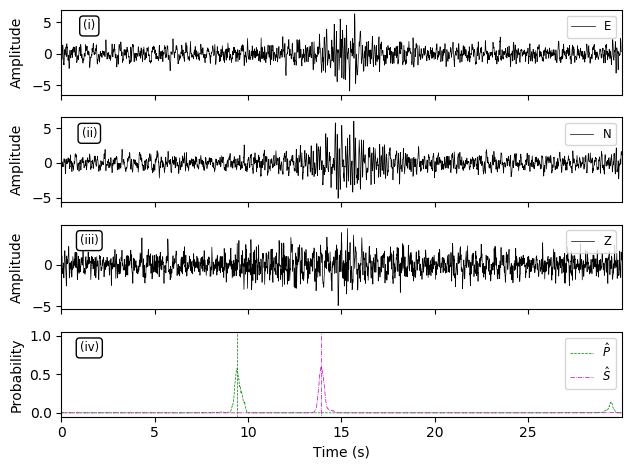 (i)
E
Amplitude
5
0
−5
(ii)
N
Amplitude
5
0
−5
(iii)
Z
Amplitude
0
−5
(iv)
P̂
Ŝ
Probability
1.0
0.5
0.0
0 5 10 15 20 25
Time (s)